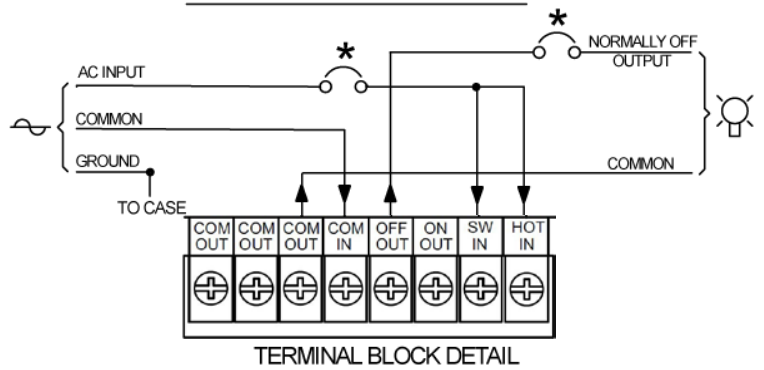 *
NORMALLY OFF
OUTPUT
*
AC INPUT
COMMON
GROUND
COMMON
TO CASE
COM OUT
COM OUT
COM OUT
COM IN
OFF OUT
ON OUT
SW IN
HOT IN
TERMINAL BLOCK DETAIL